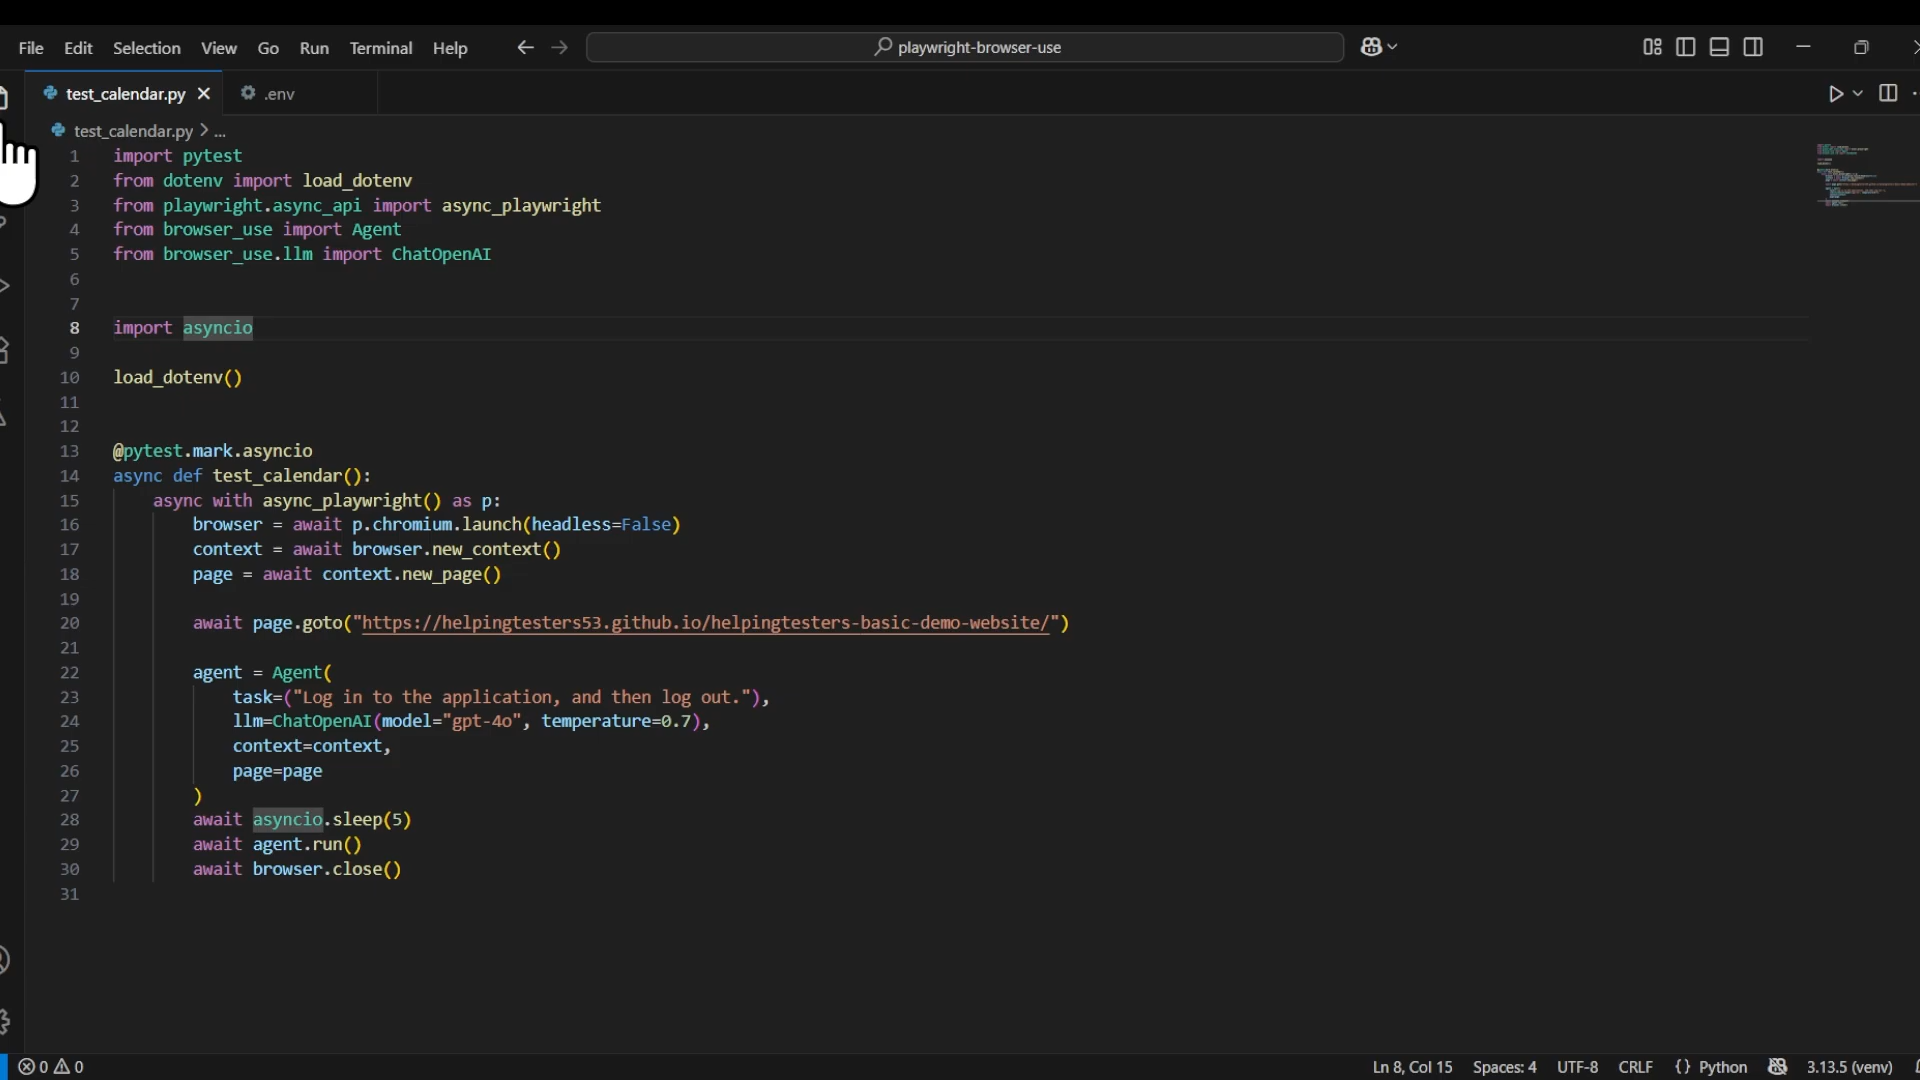 File Edit Selection View Go Run Terminal Help playwright-browser-use
test_calendar.py .env
test_calendar.py > ...
1 import pytest
2 from dotenv import load_dotenv
3 from playwright.async_api import async_playwright
4 from browser_use import Agent
5 from browser_use.llm import ChatOpenAI
6
7
8 import asyncio
9
10 load_dotenv()
11
12
13 @pytest.mark.asyncio
14 async def test_calendar():
15 async with async_playwright() as p:
16 browser = await p.chromium.launch(headless=False)
17 context = await browser.new_context()
18 page = await context.new_page()
19
20 await page.goto("https://helpingtesters53.github.io/helpingtesters-basic-demo-website/")
21
22 agent = Agent(
23 task=("Log in to the application, and then log out."),
24 llm=ChatOpenAI(model="gpt-4o", temperature=0.7),
25 context=context,
26 page=page
27 )
28 await asyncio.sleep(5)
29 await agent.run()
30 await browser.close()
31
0 0 Ln 8, Col 15 Spaces: 4 UTF-8 CRLF {} Python 3.13.5 (venv)